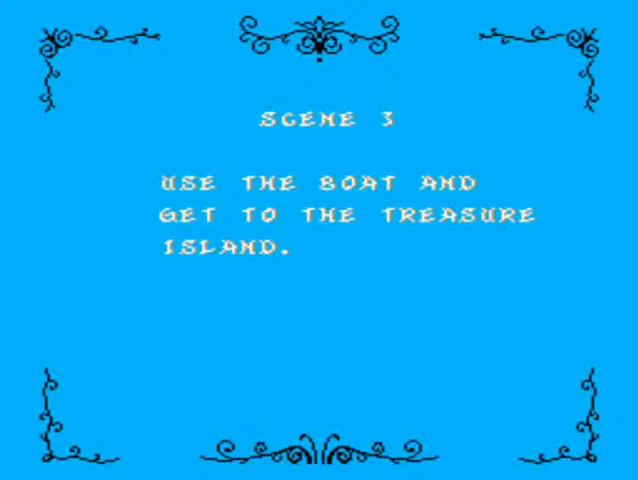 SCENE 3
USE THE BOAT AND
GET TO THE TREASURE
ISLAND.